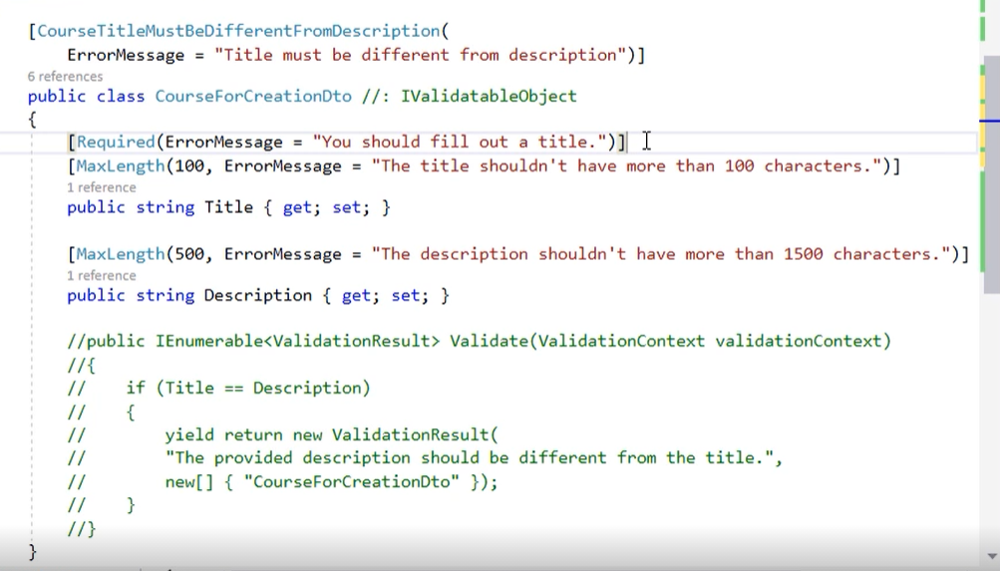 [CourseTitleMustBeDifferentFromDescription(
ErrorMessage = "Title must be different from description")]
6 references
public class CourseForCreationDto //: IValidatableObject
{
[Required(ErrorMessage = "You should fill out a title.")]
[MaxLength(100, ErrorMessage = "The title shouldn't have more than 100 characters.")]
1 reference
public string Title { get; set; }
[MaxLength(500, ErrorMessage = "The description shouldn't have more than 1500 characters.")]
1 reference
public string Description { get; set; }
//public IEnumerable<ValidationResult> Validate(ValidationContext validationContext)
//{
// if (Title == Description)
// {
// yield return new ValidationResult(
// "The provided description should be different from the title.",
// new[] { "CourseForCreationDto" });
// }
//}
}